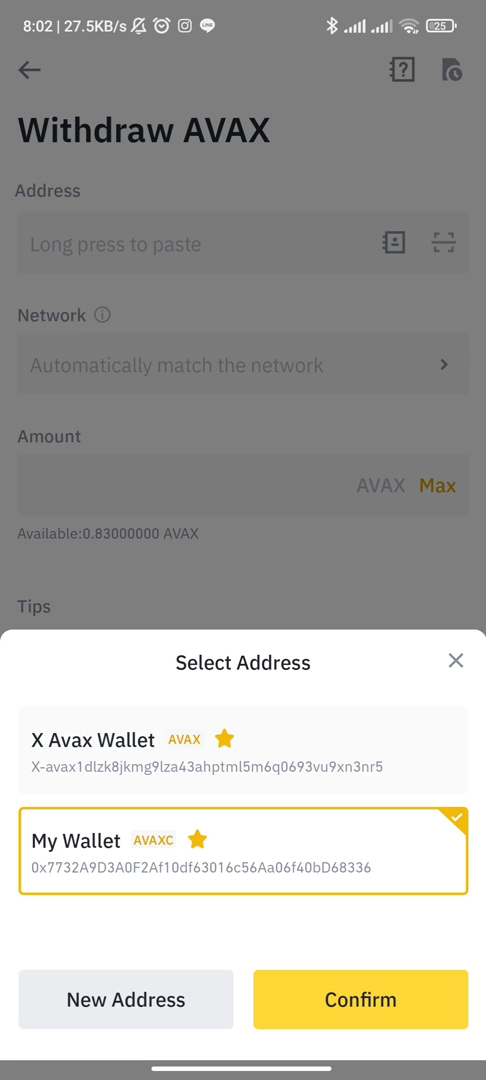 8:02 | 27.5KB/s
LINE
25
Withdraw AVAX
Address
Long press to paste
Network
Automatically match the network
Amount
AVAX Max
Available:0.83000000 AVAX
Tips
Select Address
X Avax Wallet AVAX
X-avax1dlzk8jkmg9lza43ahptml5m6q0693vu9xn3nr5
My Wallet AVAXC
0x7732A9D3A0F2Af10df63016c56Aa06f40bD68336
New Address
Confirm